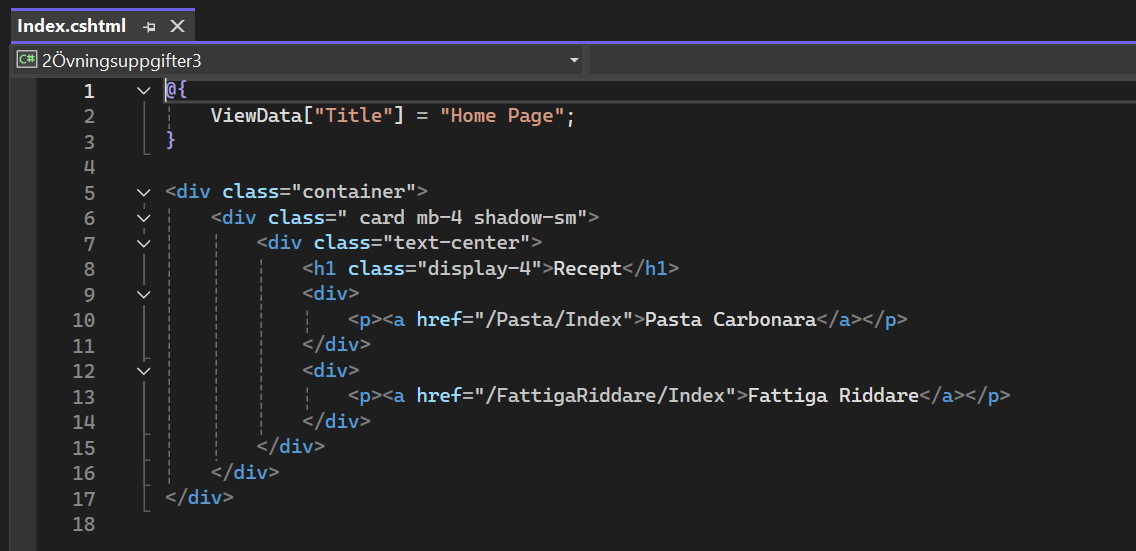 Index.cshtml
C# 2Övningsuppgifter3
1 @{
2 ViewData["Title"] = "Home Page";
3 }
4
5 <div class="container">
6 <div class=" card mb-4 shadow-sm">
7 <div class="text-center">
8 <h1 class="display-4">Recept</h1>
9 <div>
10 <p><a href="/Pasta/Index">Pasta Carbonara</a></p>
11 </div>
12 <div>
13 <p><a href="/FattigaRiddare/Index">Fattiga Riddare</a></p>
14 </div>
15 </div>
16 </div>
17 </div>
18